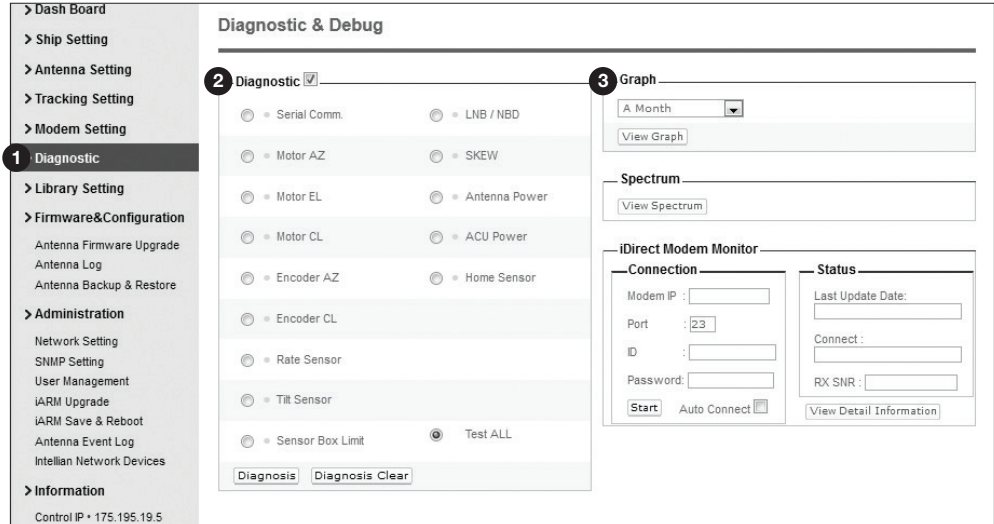 > Dash Board
> Ship Setting
> Antenna Setting
> Tracking Setting
> Modem Setting
1 Diagnostic
> Library Setting
> Firmware&Configuration
Antenna Firmware Upgrade
Antenna Log
Antenna Backup & Restore
> Administration
Network Setting
SNMP Setting
User Management
iARM Upgrade
iARM Save & Reboot
Antenna Event Log
Intellian Network Devices
> Information
Control IP • 175.195.19.5
Diagnostic & Debug
2 Diagnostic
Serial Comm.
LNB / NBD
Motor AZ
SKEW
Motor EL
Antenna Power
Motor CL
ACU Power
Encoder AZ
Home Sensor
Encoder CL
Rate Sensor
Tilt Sensor
Sensor Box Limit
Test ALL
Diagnosis
Diagnosis Clear
3 Graph
A Month
View Graph
Spectrum
View Spectrum
iDirect Modem Monitor
Connection
Modem IP :
Port : 23
ID :
Password:
Start
Auto Connect
Status
Last Update Date:
Connect :
RX SNR :
View Detail Information